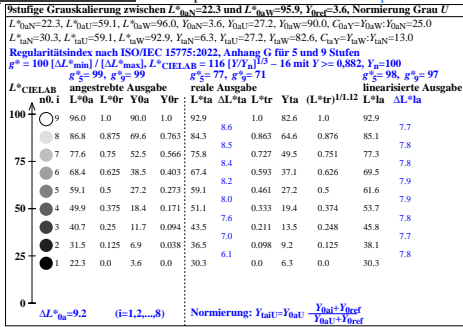 9stufige Grauskalierung zwischen L*0aN=22.3 und L*0aW=95.9, Y0ref=3.6, Normierung Grau U
L*0aN=22.3, L*0aU=59.1, L*0aW=96.0, Y0aN=3.6, Y0aU=27.2, Y0aW=90.0, C0aY=Y0aW:Y0aN=25.0
L*taN=30.3, L*taU=59.1, L*taW=92.9, YtaN=6.3, YtaU=27.2, YtaW=82.6, CtaY=YtaW:YtaN=13.0
Regularitätsindex nach ISO/IEC 15775:2022, Anhang G für 5 und 9 Stufen
g* = 100 [ΔL*min] / [ΔL*max], L*CIELAB = 116 [Y/Yn]1/3 - 16 mit Y >= 0,882, Yn=100
g*5= 99, g*9= 99 g*5= 77, g*9= 71 g*5= 98, g*9= 97
L*CIELAB angestrebte Ausgabe reale Ausgabe linearisierte Ausgabe
n0. i L*0a L*0r Y0a Y0r L*ta ΔL*ta L*tr Yta (L*tr)1/1.12 L*la ΔL*la
9 96.0 1.0 90.0 1.0 92.9 1.0 82.6 1.0 92.9
8.6 7.7
8 86.8 0.875 69.6 0.763 84.3 0.863 64.6 0.876 85.1
8.5 7.8
75 7 77.6 0.75 52.5 0.566 75.8 0.727 49.5 0.751 77.3
8.4 7.8
6 68.4 0.625 38.5 0.403 67.4 0.593 37.1 0.626 69.5
8.2 7.9
5 59.1 0.5 27.2 0.273 59.1 0.461 27.2 0.5 61.6
8.0 7.9
50 4 49.9 0.375 18.4 0.171 51.1 0.333 19.4 0.374 53.7
7.6 7.8
3 40.7 0.25 11.7 0.094 43.5 0.211 13.5 0.248 45.8
7.0 7.7
2 31.5 0.125 6.9 0.038 36.5 0.098 9.2 0.125 38.1
6.1 7.8
25 1 22.3 0.0 3.6 0.0 30.3 0.0 6.3 0.0 30.3
0 ΔL*0a=9.2 (i=1,2,...,8) Normierung: YtaiU=Y0aU Y0ai+Y0ref
Y0aU+Y0ref